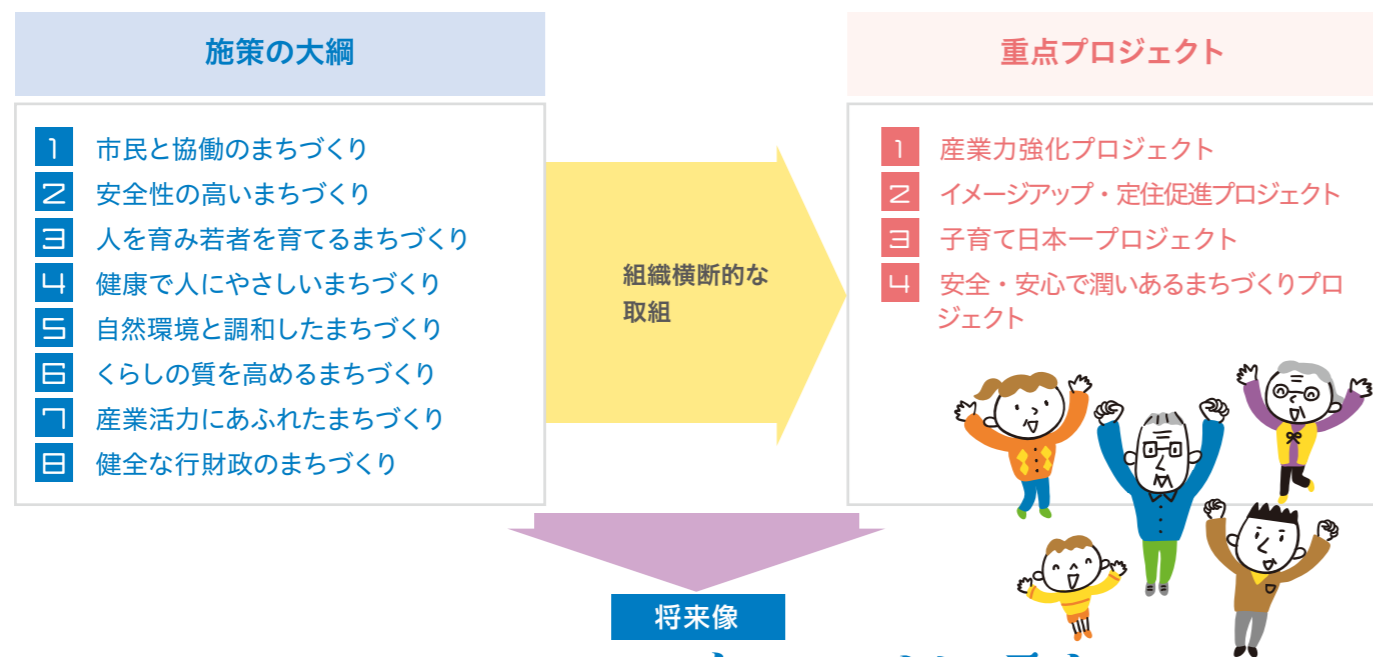 施策の大綱
1 市民と協働のまちづくり
2 安全性の高いまちづくり
3 人を育み若者を育てるまちづくり
4 健康で人にやさしいまちづくり
5 自然環境と調和したまちづくり
6 くらしの質を高めるまちづくり
7 産業活力にあふれたまちづくり
8 健全な行財政のまちづくり
組織横断的な
取組
重点プロジェクト
1 産業力強化プロジェクト
2 イメージアップ・定住促進プロジェクト
3 子育て日本一プロジェクト
4 安全・安心で潤いあるまちづくりプロ
ジェクト
将来像